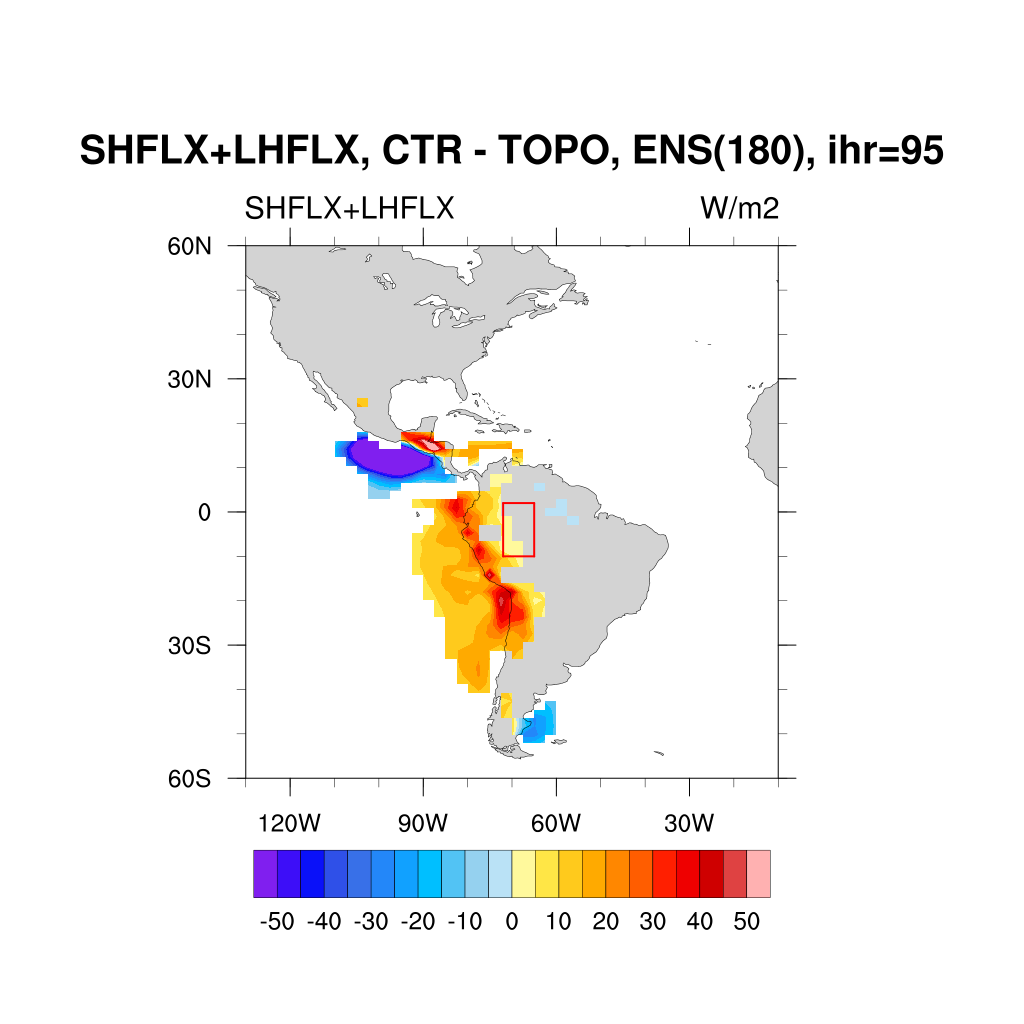 SHFLX+LHFLX, CTR - TOPO, ENS(180), ihr=95
SHFLX+LHFLX W/m2
60N
30N
0
30S
60S
120W 90W 60W 30W
-50 -40 -30 -20 -10 0 10 20 30 40 50